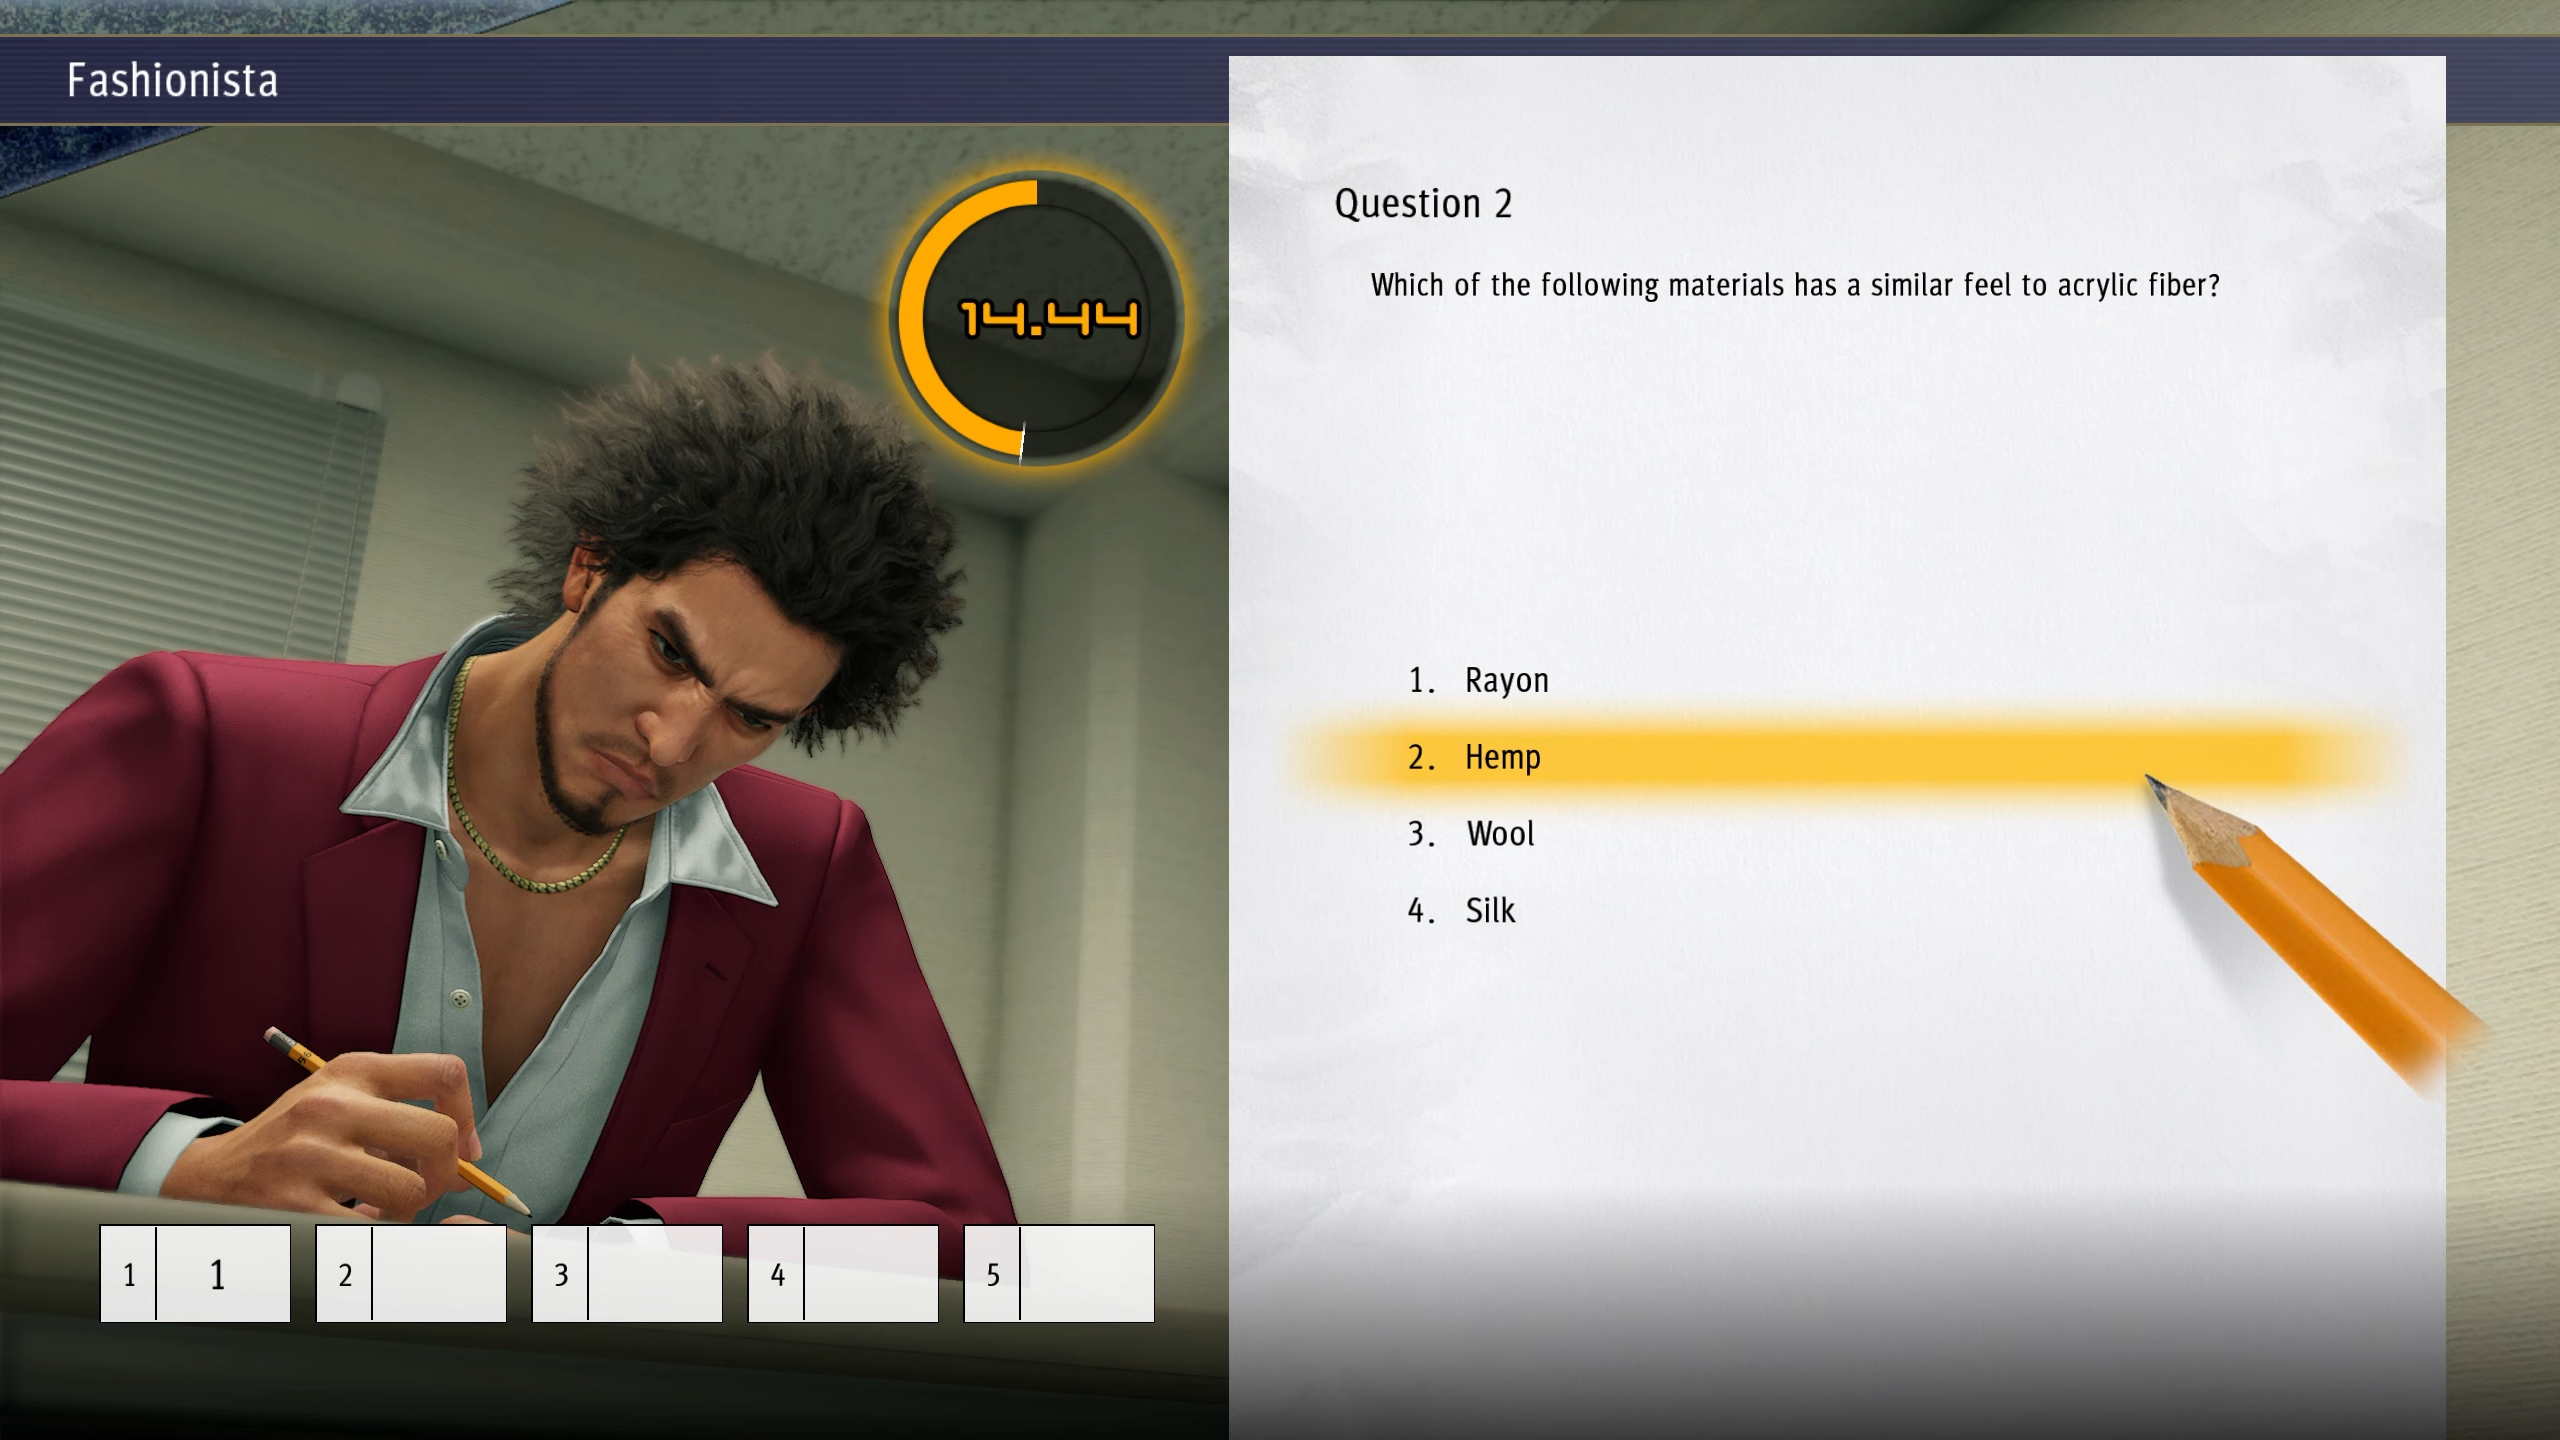 Fashionista
14.44
Question 2
Which of the following materials has a similar feel to acrylic fiber?
1. Rayon
2. Hemp
3. Wool
4. Silk
1 1 2 3 4 5